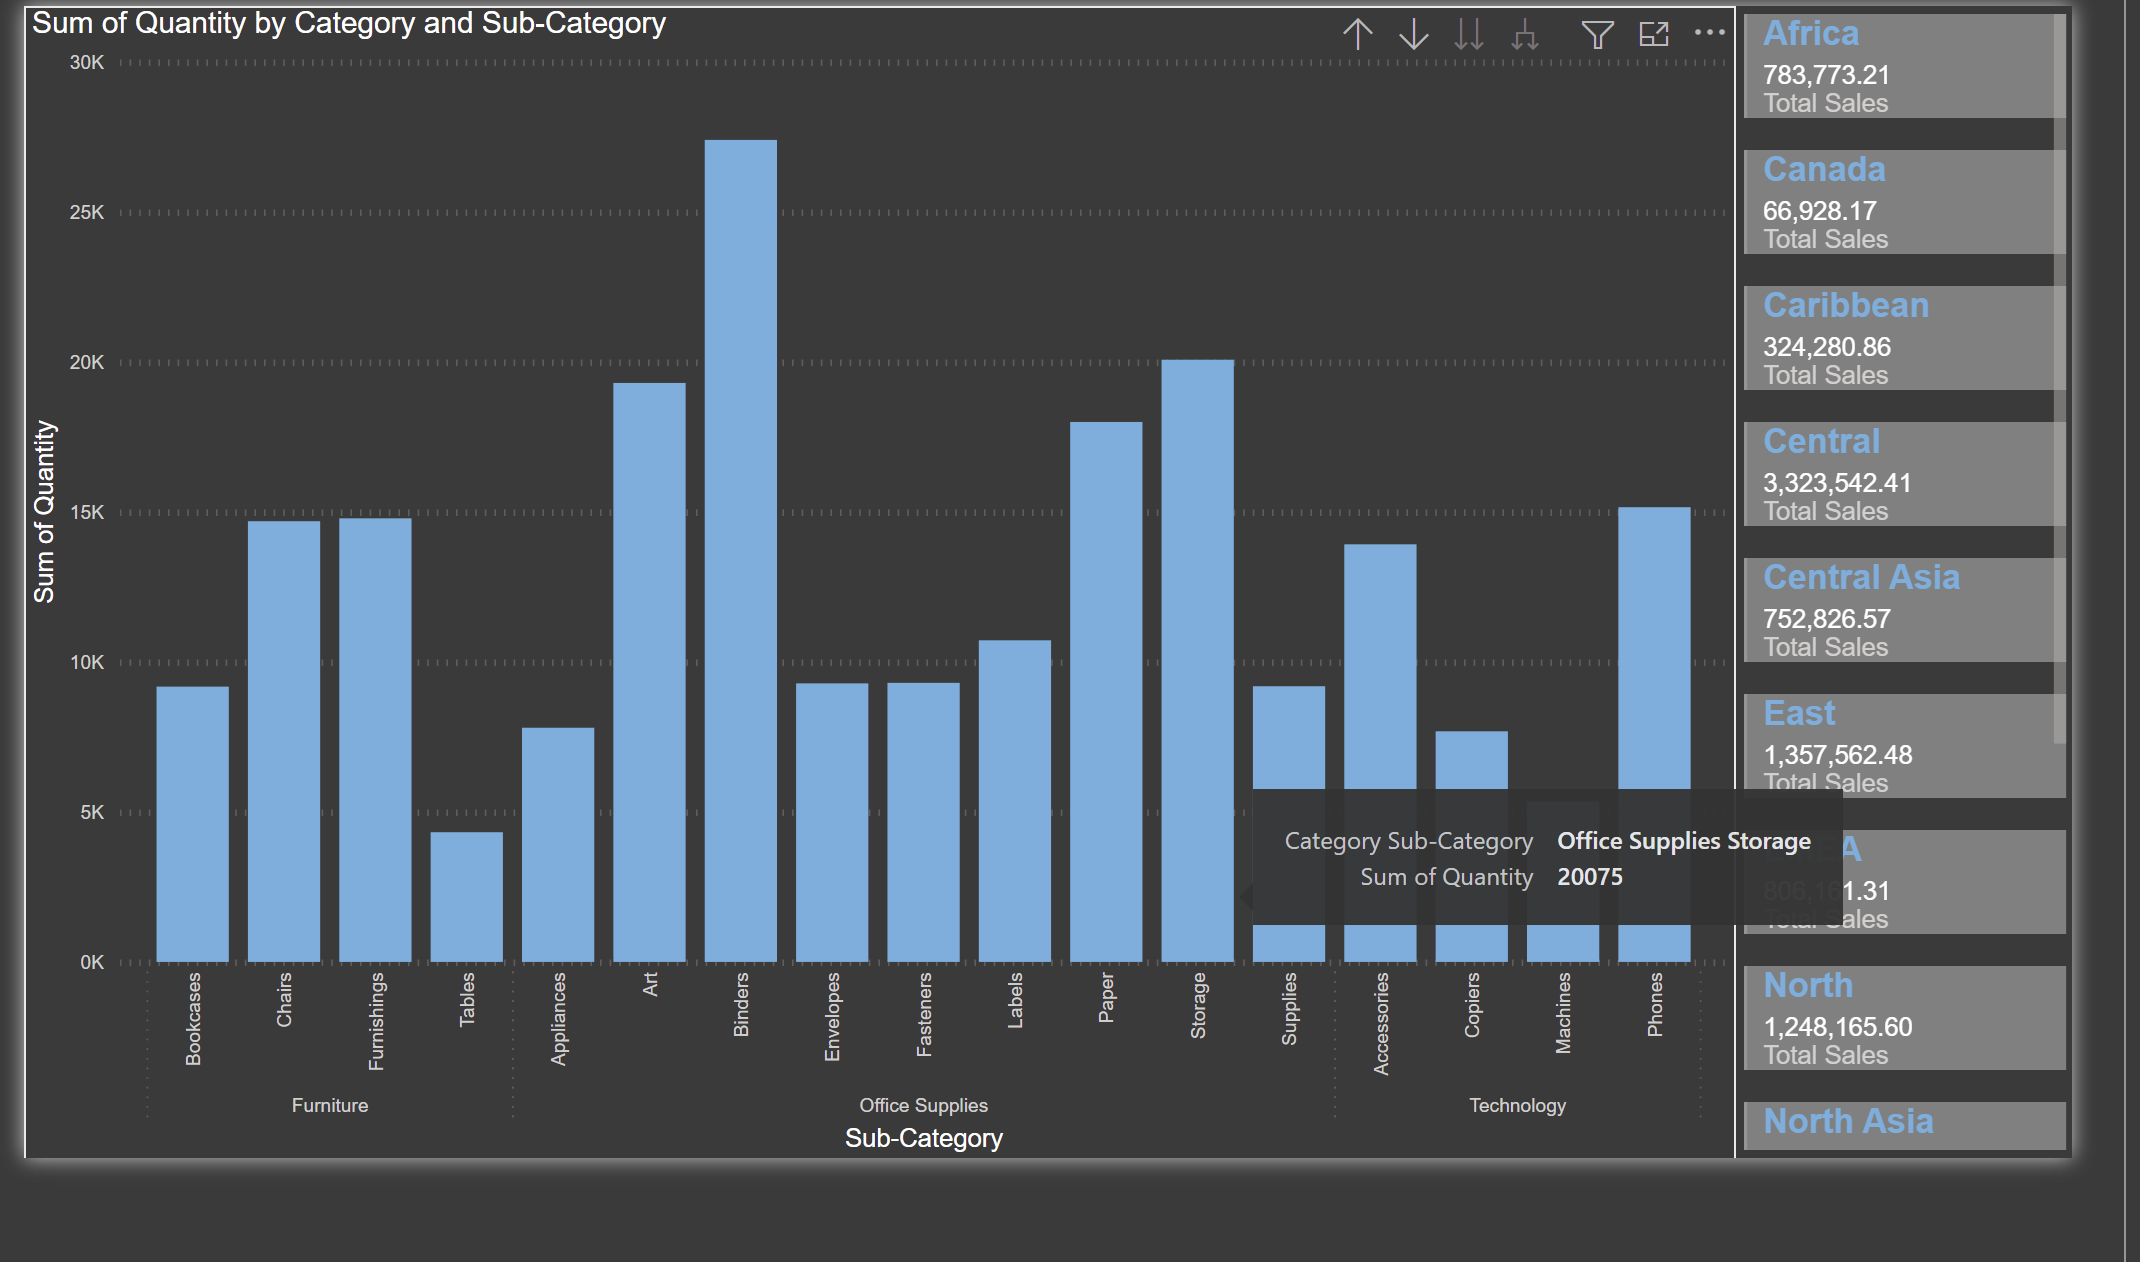 Sum of Quantity by Category and Sub-Category
30K
25K
20K
15K
10K
5K
0K
Sum of Quantity
Bookcases
Chairs
Furnishings
Tables
Appliances
Art
Binders
Envelopes
Fasteners
Labels
Paper
Storage
Supplies
Accessories
Copiers
Machines
Phones
Furniture
Office Supplies
Technology
Sub-Category
Category Sub-Category Office Supplies Storage
Sum of Quantity 20075
Africa
783,773.21
Total Sales
Canada
66,928.17
Total Sales
Caribbean
324,280.86
Total Sales
Central
3,323,542.41
Total Sales
Central Asia
752,826.57
Total Sales
East
1,357,562.48
Total Sales
806,161.31
Total Sales
North
1,248,165.60
Total Sales
North Asia